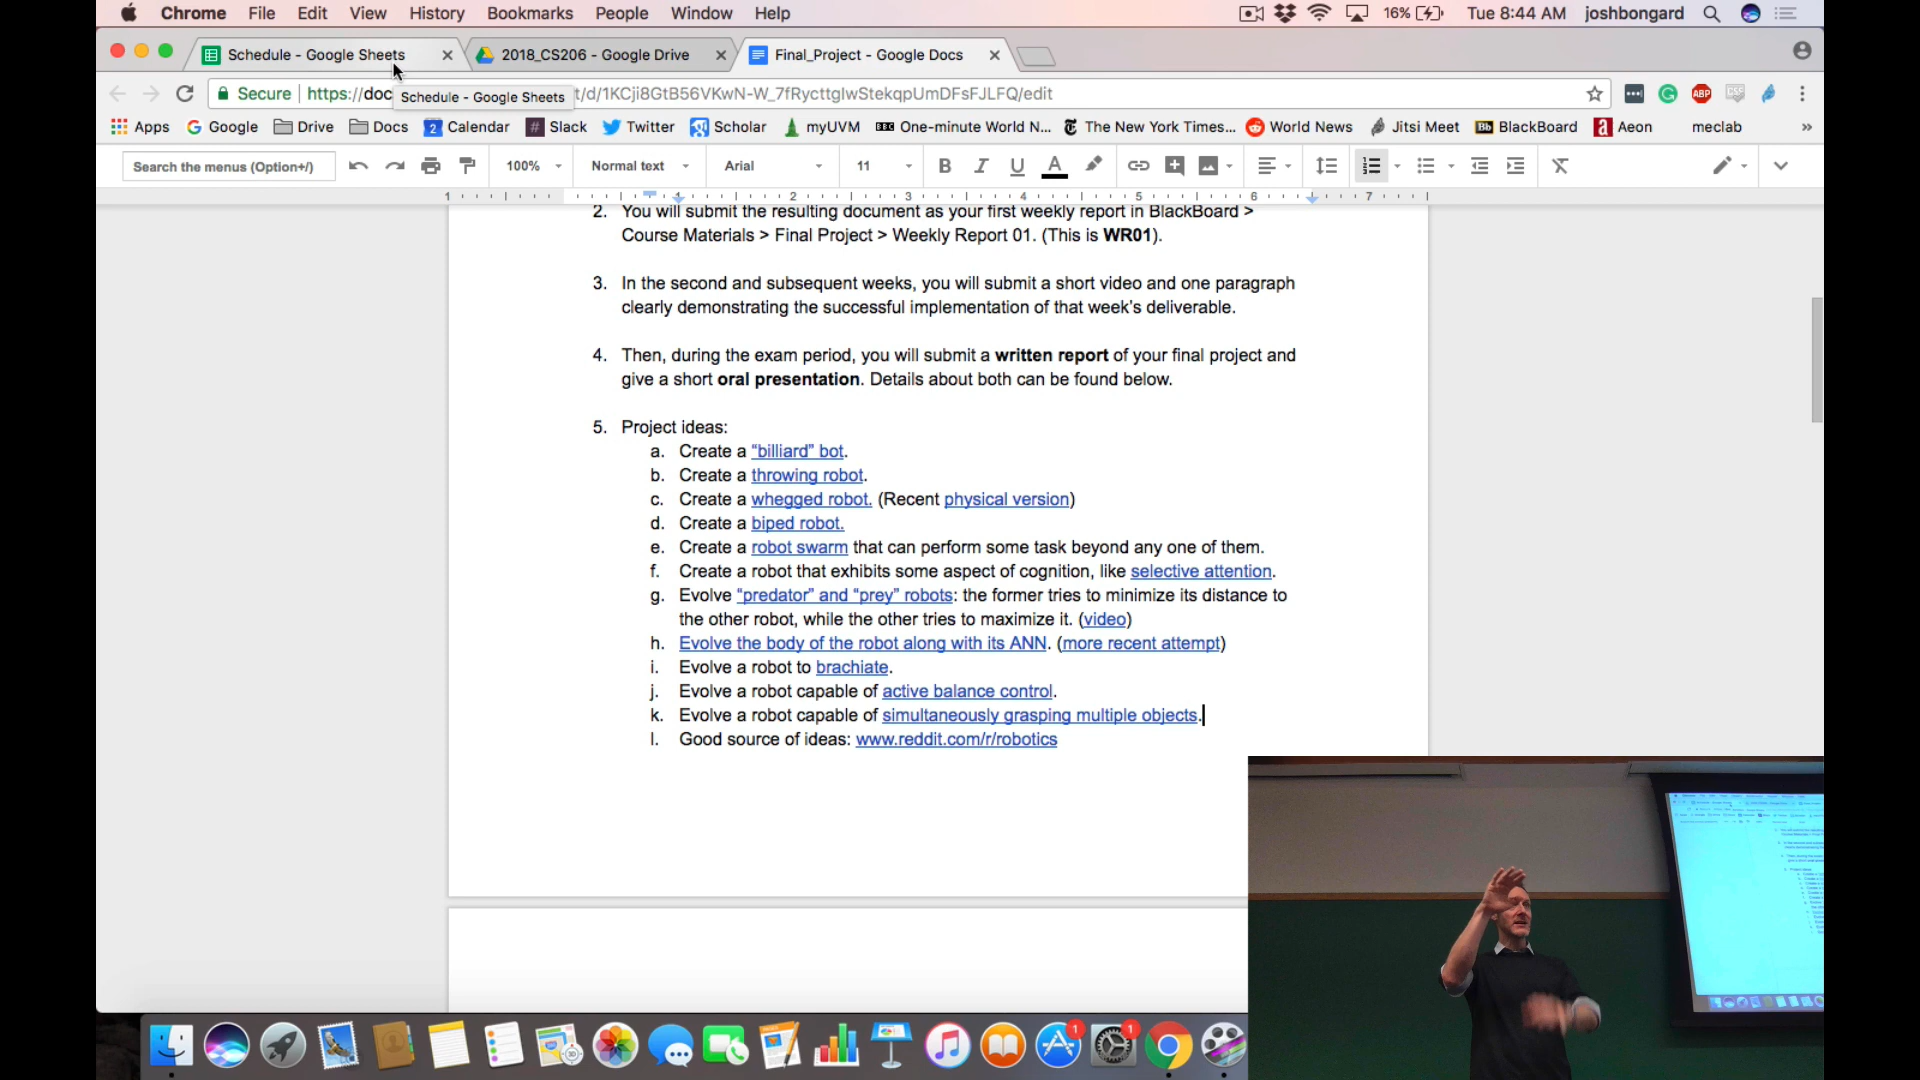 Chrome File Edit View History Bookmarks People Window Help 16% Tue 8:44 AM joshbongard
Schedule - Google Sheets 2018_CS206 - Google Drive Final_Project - Google Docs
Secure https://doc t/d/1KCji8GtB56VKwN-W_7fRycttglwStekqpUmDFsFJLFQ/edit
Schedule - Google Sheets
Apps Google Drive Docs 2 Calendar # Slack Twitter Scholar myUVM BBC One-minute World N... The New York Times... World News Jitsi Meet Bb BlackBoard a Aeon meclab »
Search the menus (Option+/) 100% Normal text Arial 11 B I U A
1 1 2 3 4 5 6 7
2. You will submit the resulting document as your first weekly report in BlackBoard >
Course Materials > Final Project > Weekly Report 01. (This is WR01).
3. In the second and subsequent weeks, you will submit a short video and one paragraph
clearly demonstrating the successful implementation of that week's deliverable.
4. Then, during the exam period, you will submit a written report of your final project and
give a short oral presentation. Details about both can be found below.
5. Project ideas:
a. Create a "billiard" bot.
b. Create a throwing robot.
c. Create a whegged robot. (Recent physical version)
d. Create a biped robot.
e. Create a robot swarm that can perform some task beyond any one of them.
f. Create a robot that exhibits some aspect of cognition, like selective attention.
g. Evolve "predator" and "prey" robots: the former tries to minimize its distance to
the other robot, while the other tries to maximize it. (video)
h. Evolve the body of the robot along with its ANN. (more recent attempt)
i. Evolve a robot to brachiate.
j. Evolve a robot capable of active balance control.
k. Evolve a robot capable of simultaneously grasping multiple objects.
l. Good source of ideas: www.reddit.com/r/robotics